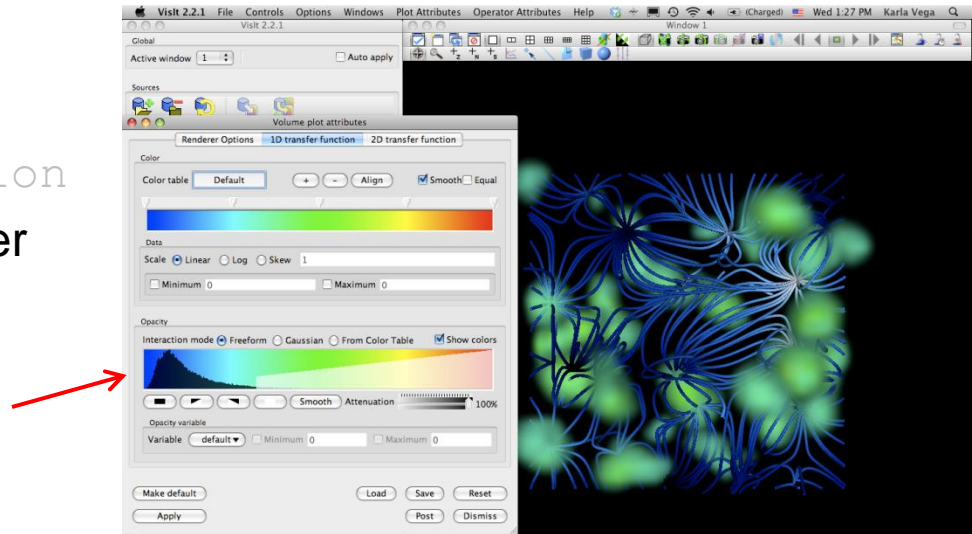 VisIt 2.2.1 File Controls Options Windows Plot Attributes Operator Attributes Help (Charged) Wed 1:27 PM Karla Vega
VisIt 2.2.1
Window 1
Global
Active window 1 Auto apply
Sources
Volume plot attributes
Renderer Options 1D transfer function 2D transfer function
Color
Color table Default + - Align Smooth Equal
Data
Scale Linear Log Skew 1
Minimum 0 Maximum 0
Opacity
Interaction mode Freeform Gaussian From Color Table Show colors
Smooth Attenuation 100%
Opacity variable
Variable default Minimum 0 Maximum 0
Make default Load Save Reset
Apply Post Dismiss
ion
er